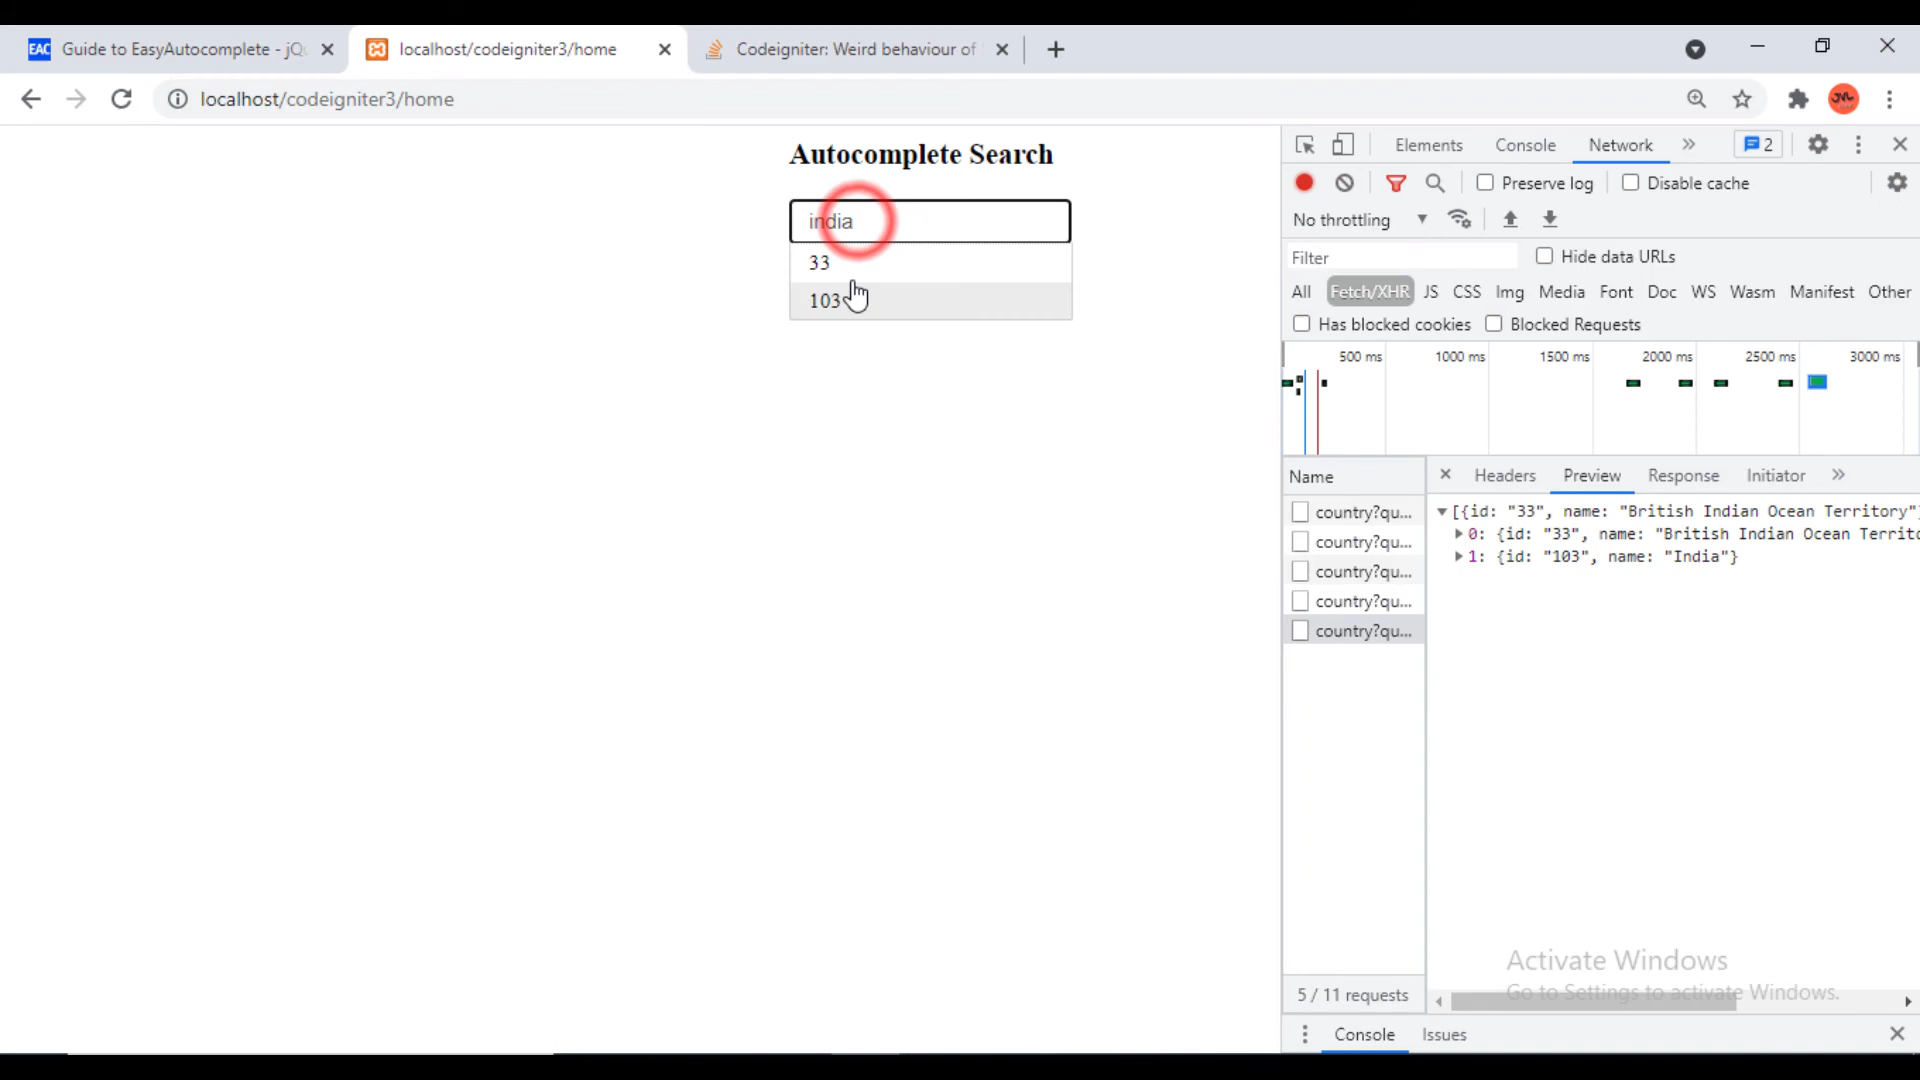 EAC Guide to EasyAutocomplete - jQ
localhost/codeigniter3/home
Codeigniter: Weird behaviour of
localhost/codeigniter3/home
Autocomplete Search
india
33
103
Elements Console Network 2
Preserve log Disable cache
No throttling
Filter Hide data URLs
All Fetch/XHR JS CSS Img Media Font Doc WS Wasm Manifest Other
Has blocked cookies Blocked Requests
500 ms 1000 ms 1500 ms 2000 ms 2500 ms 3000 ms
Name
Headers Preview Response Initiator
country?qu...
country?qu...
country?qu...
country?qu...
country?qu...
[{id: "33", name: "British Indian Ocean Territory"
0: {id: "33", name: "British Indian Ocean Territo
1: {id: "103", name: "India"}
Activate Windows
Go to Settings to activate Windows.
5 / 11 requests
Console Issues